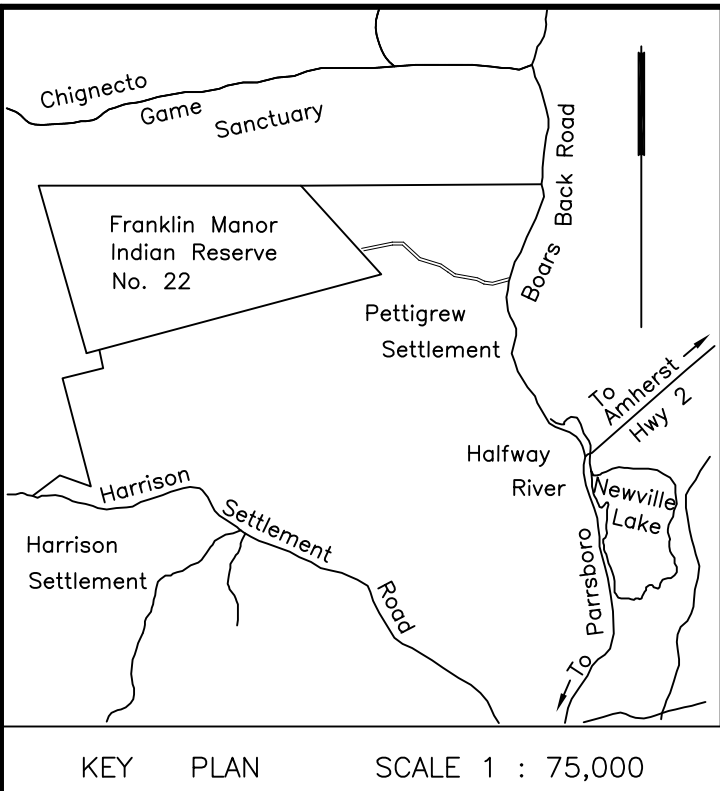 Chignecto
Game
Sanctuary
Boars Back Road
Franklin Manor
Indian Reserve
No. 22
Pettigrew
Settlement
To
Amherst
Hwy 2
Halfway
River
Newville
Lake
Harrison
Settlement
Road
Harrison
Settlement
To Parrsboro
KEY PLAN SCALE 1 : 75,000